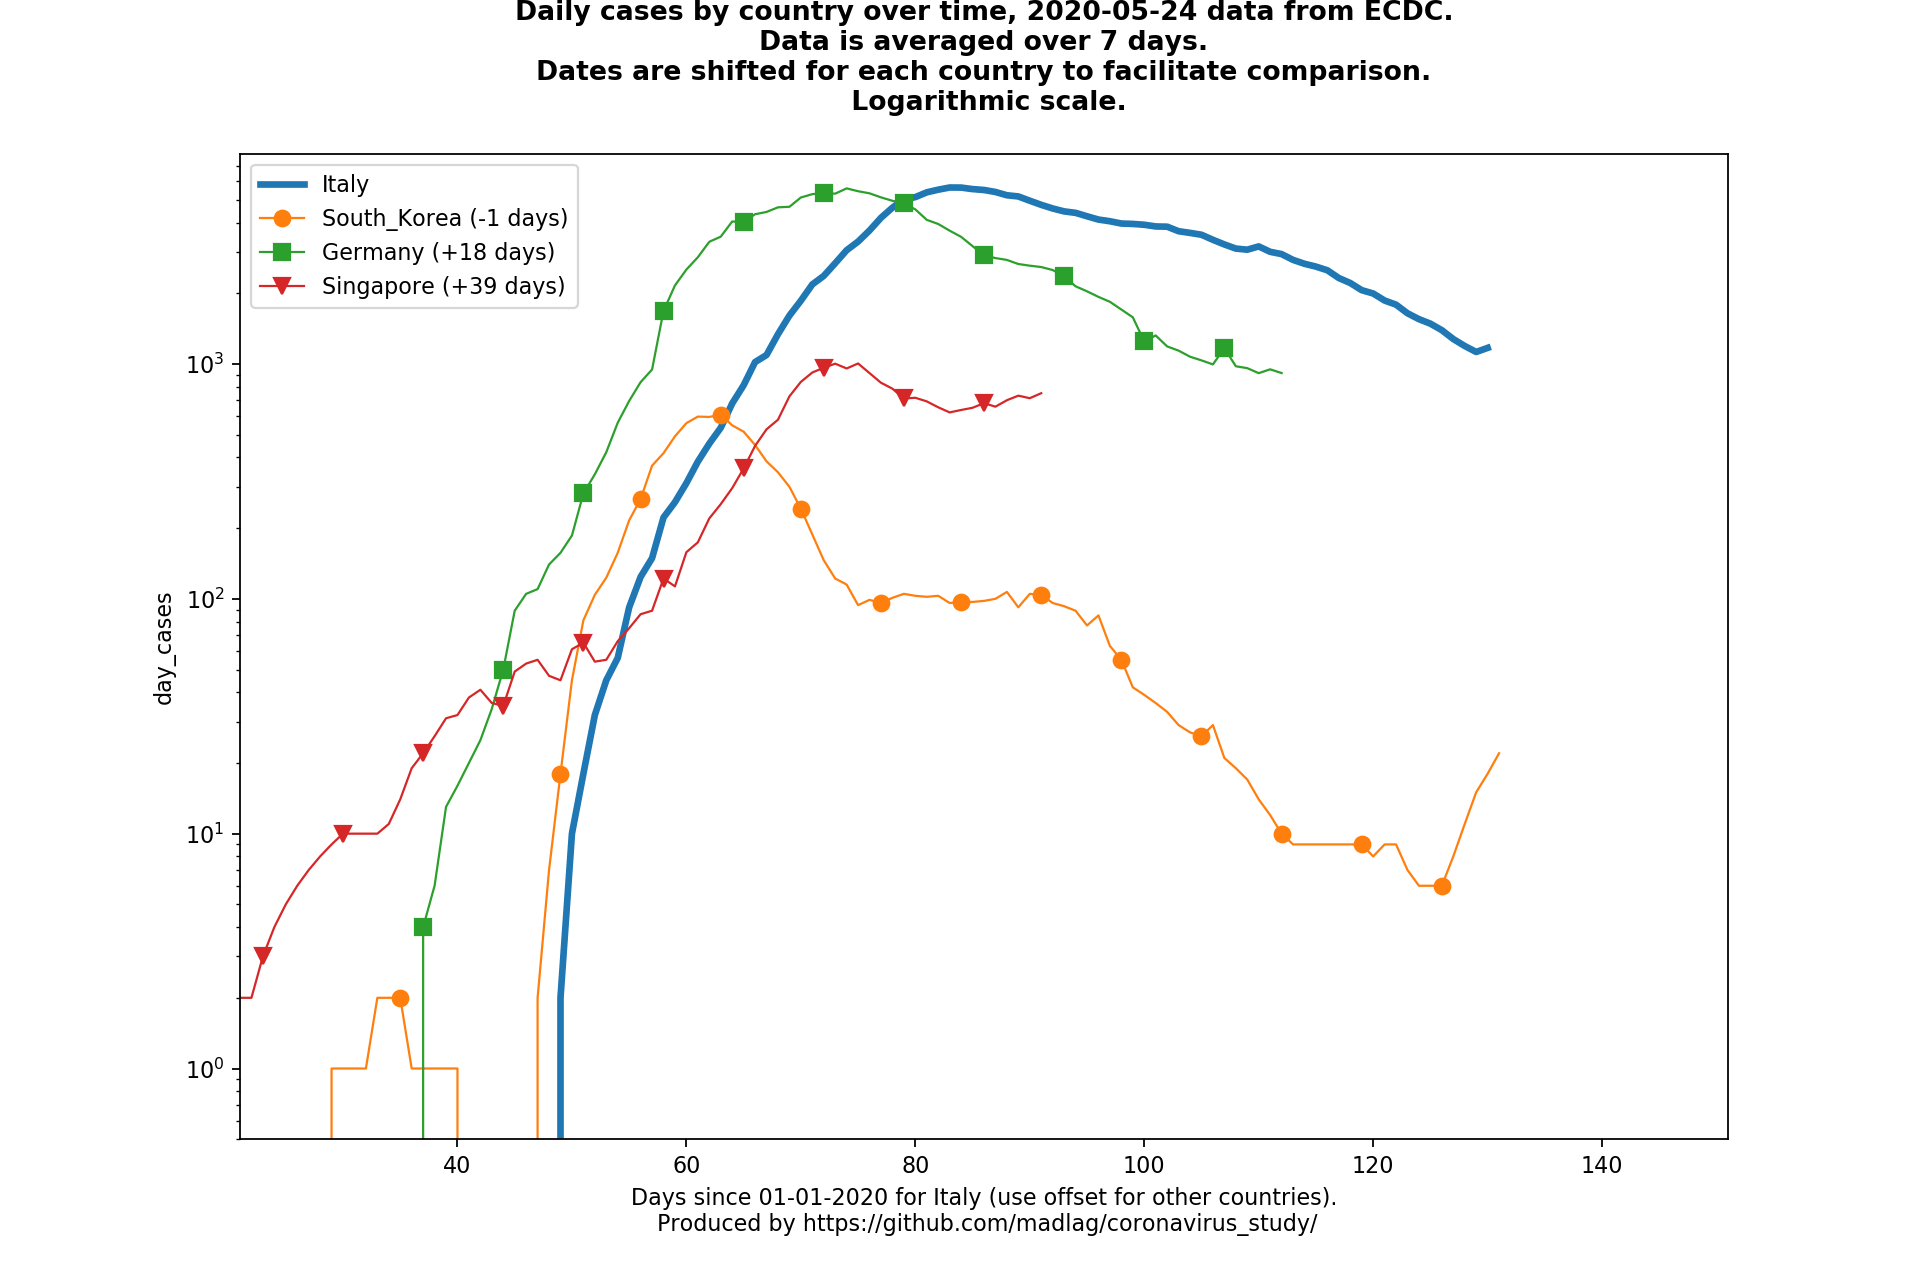 Daily cases by country over time, 2020-05-24 data from ECDC.
Data is averaged over 7 days.
Dates are shifted for each country to facilitate comparison.
Logarithmic scale.
Italy
South_Korea (-1 days)
Germany (+18 days)
Singapore (+39 days)
10³
10²
10¹
10⁰
day_cases
40 60 80 100 120 140
Days since 01-01-2020 for Italy (use offset for other countries).
Produced by https://github.com/madlag/coronavirus_study/